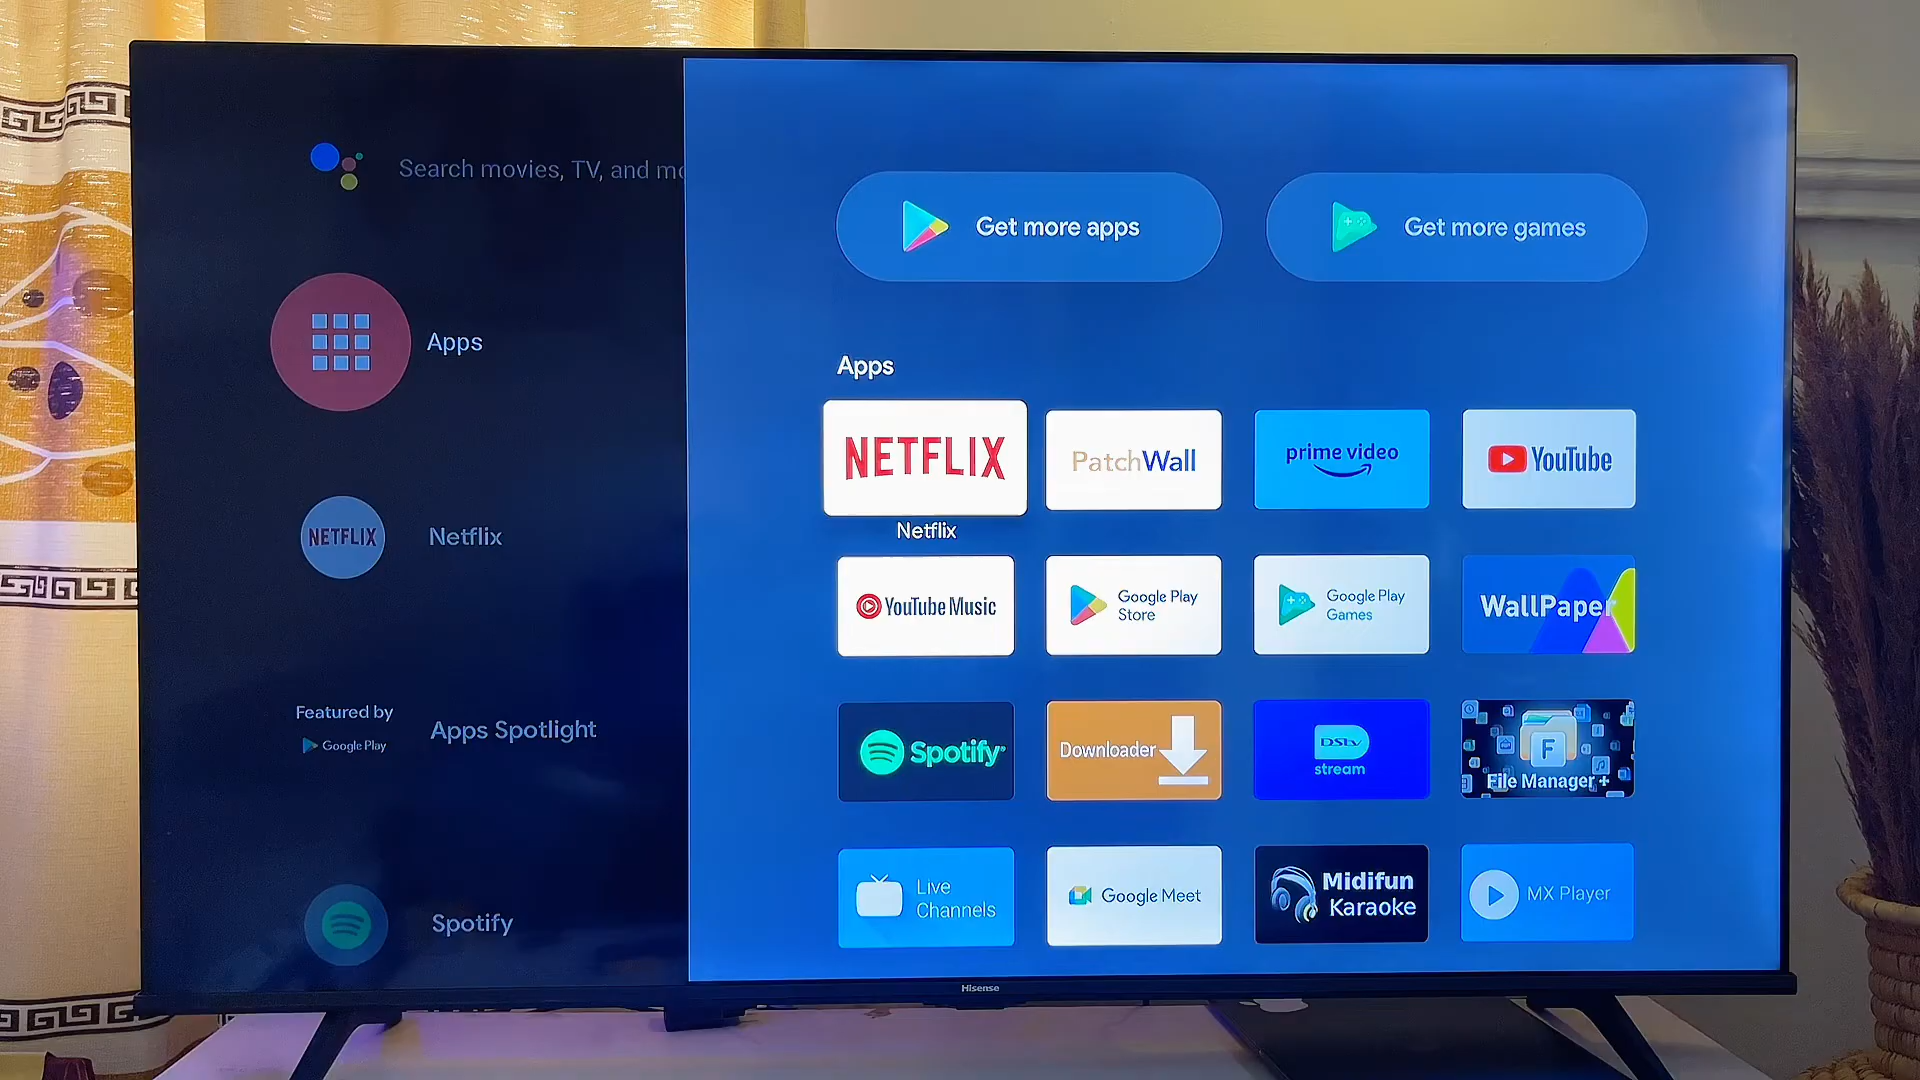 Search movies, TV, and mo
Apps
NETFLIX
Netflix
Featured by
Google Play
Apps Spotlight
Spotify
Get more apps
Get more games
Apps
NETFLIX
PatchWall
prime video
YouTube
Netflix
YouTube Music
Google Play
Store
Google Play
Games
WallPaper
Spotify
Downloader
DStv
stream
F
File Manager +
Live
Channels
Google Meet
Midifun
Karaoke
MX Player
Hisense